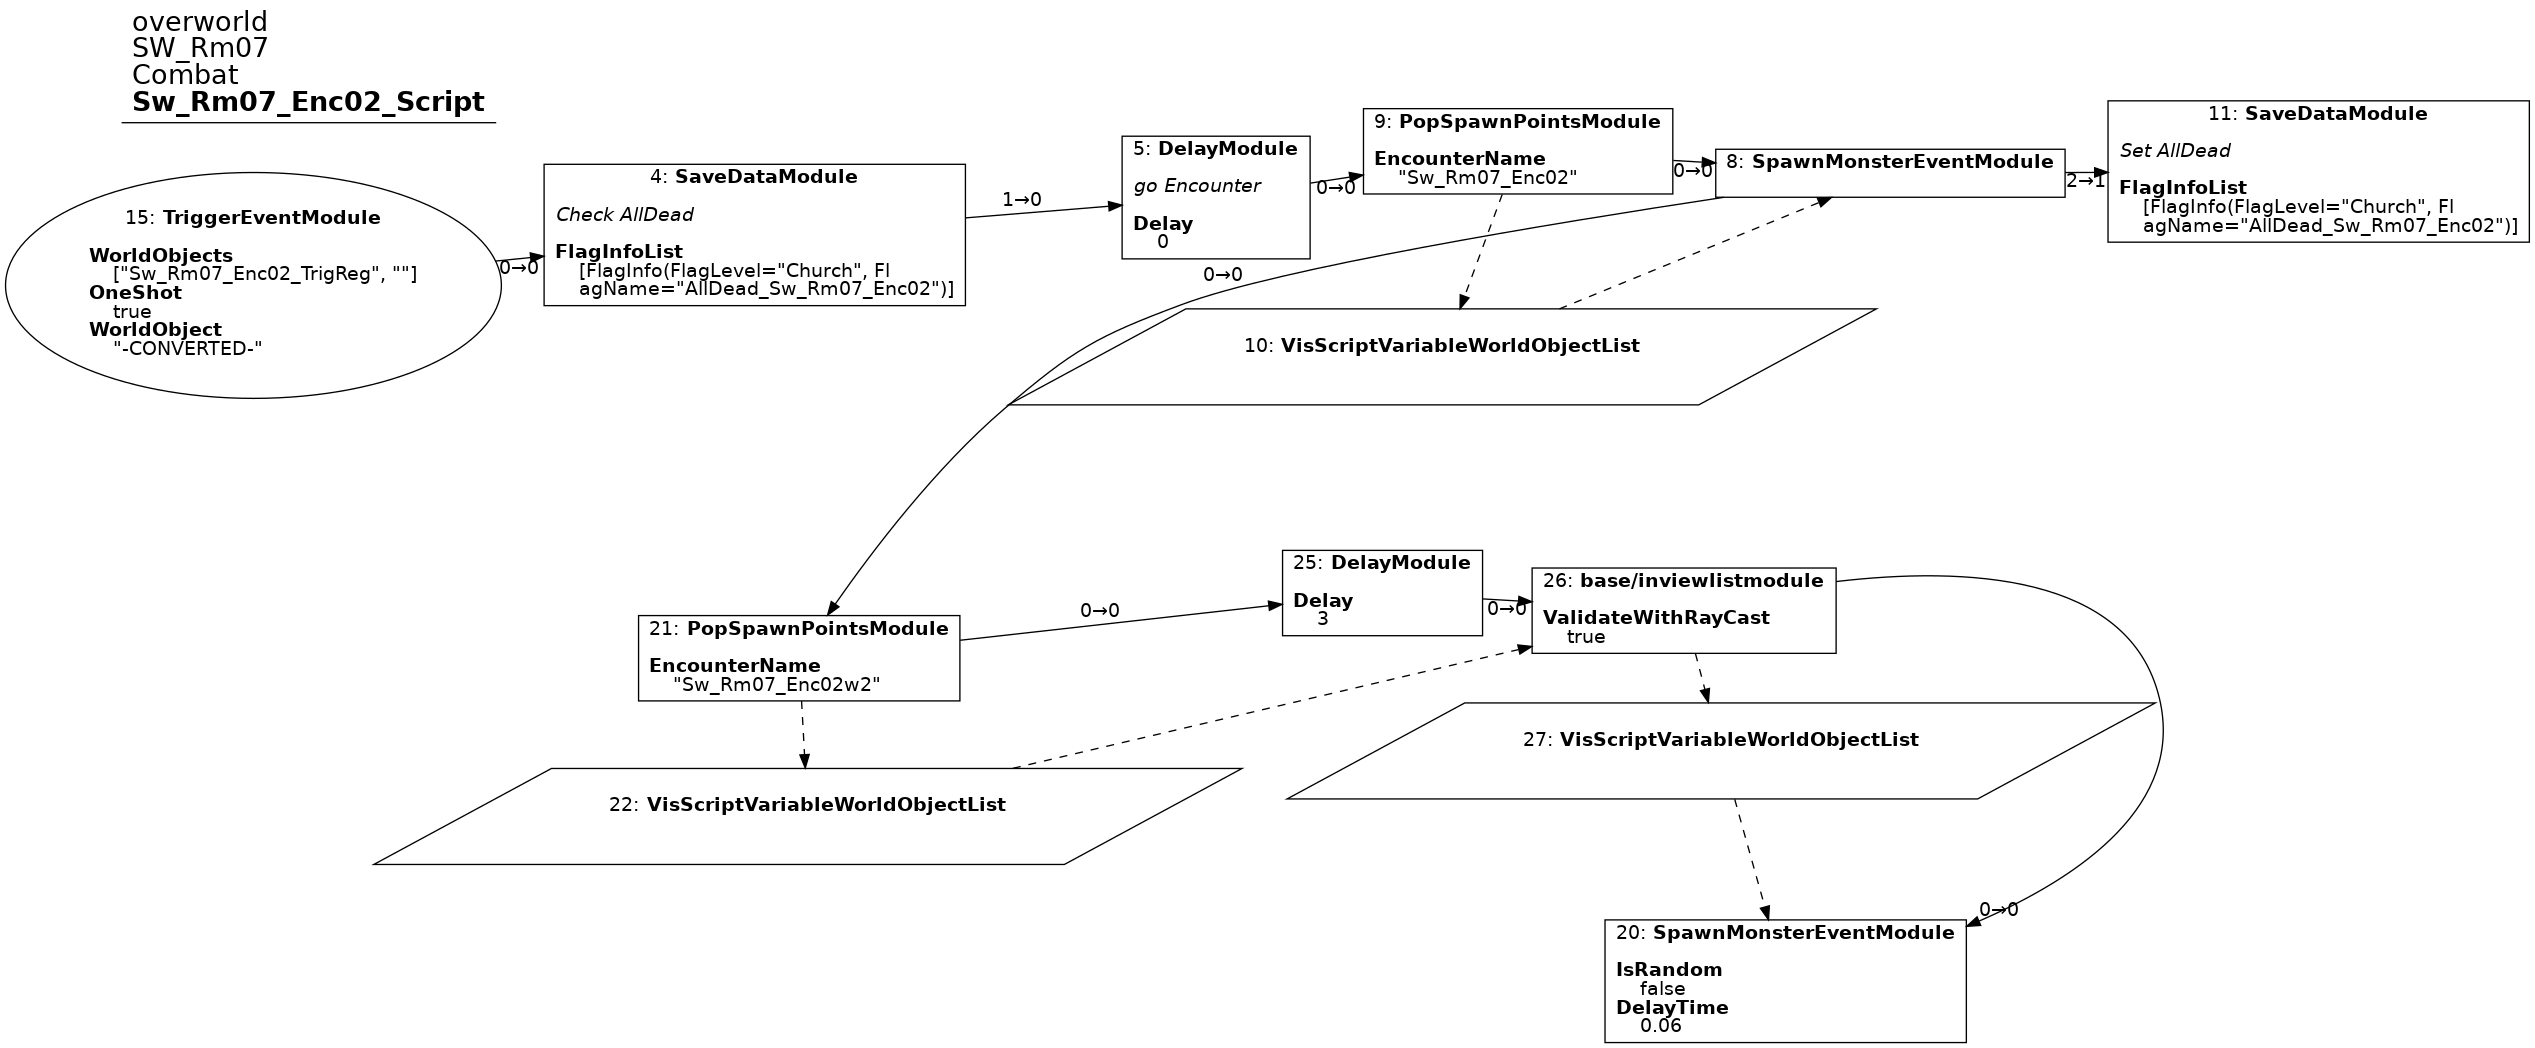 overworld
SW_Rm07
Combat
Sw_Rm07_Enc02_Script
15: TriggerEventModule
WorldObjects
["Sw_Rm07_Enc02_TrigReg", ""]
OneShot
true
WorldObject
"-CONVERTED-"
0→0
4: SaveDataModule
Check AllDead
FlagInfoList
[FlagInfo(FlagLevel="Church", Fl
agName="AllDead_Sw_Rm07_Enc02")]
1→0
5: DelayModule
go Encounter
Delay
0
0→0
9: PopSpawnPointsModule
EncounterName
"Sw_Rm07_Enc02"
0→0
8: SpawnMonsterEventModule
2→1
11: SaveDataModule
Set AllDead
FlagInfoList
[FlagInfo(FlagLevel="Church", Fl
agName="AllDead_Sw_Rm07_Enc02")]
0→0
10: VisScriptVariableWorldObjectList
21: PopSpawnPointsModule
EncounterName
"Sw_Rm07_Enc02w2"
0→0
25: DelayModule
Delay
3
0→0
26: base/inviewlistmodule
ValidateWithRayCast
true
27: VisScriptVariableWorldObjectList
22: VisScriptVariableWorldObjectList
0→0
20: SpawnMonsterEventModule
IsRandom
false
DelayTime
0.06